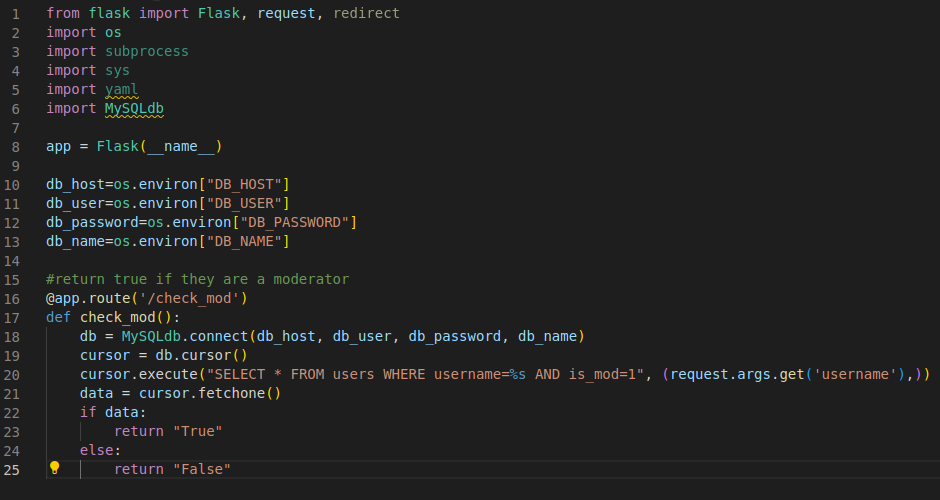 1 from flask import Flask, request, redirect
2 import os
3 import subprocess
4 import sys
5 import yaml
6 import MySQLdb
7
8 app = Flask(__name__)
9
10 db_host=os.environ["DB_HOST"]
11 db_user=os.environ["DB_USER"]
12 db_password=os.environ["DB_PASSWORD"]
13 db_name=os.environ["DB_NAME"]
14
15 #return true if they are a moderator
16 @app.route('/check_mod')
17 def check_mod():
18     db = MySQLdb.connect(db_host, db_user, db_password, db_name)
19     cursor = db.cursor()
20     cursor.execute("SELECT * FROM users WHERE username=%s AND is_mod=1", (request.args.get('username'),))
21     data = cursor.fetchone()
22     if data:
23         return "True"
24     else:
25         return "False"